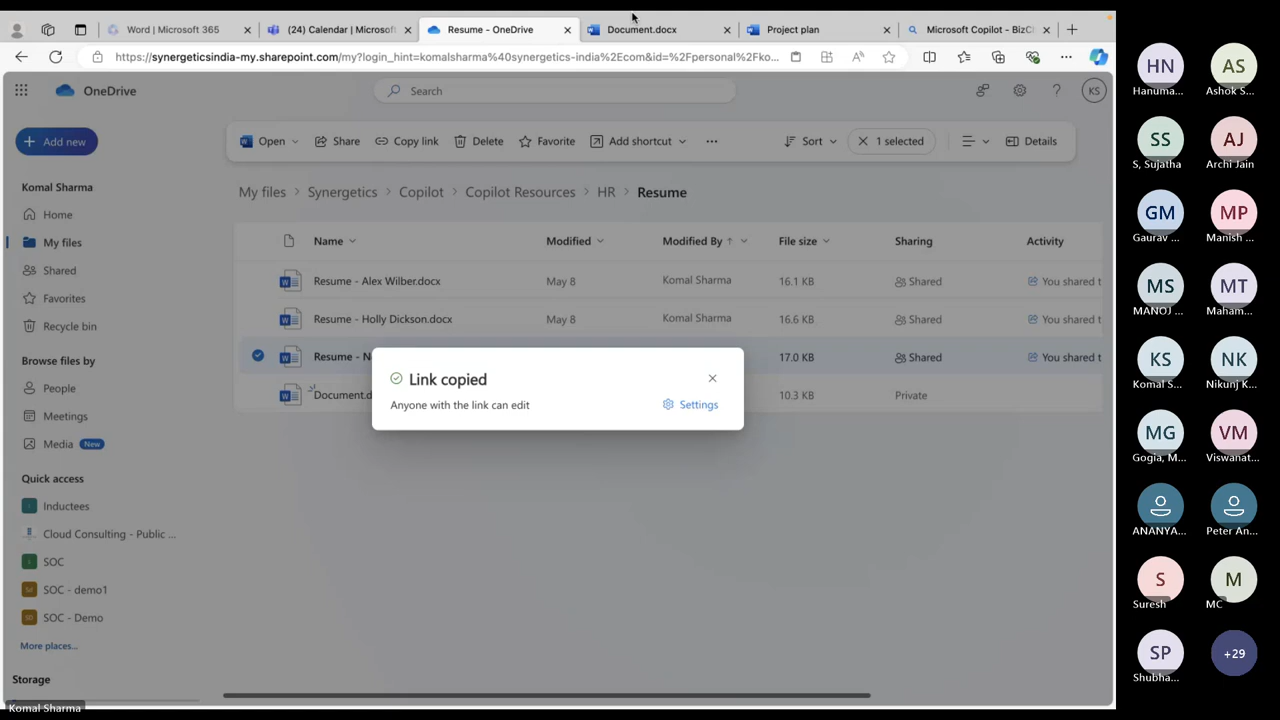 Word | Microsoft 365
(24) Calendar | Microsoft
Resume - OneDrive
Document.docx
Project plan
Microsoft Copilot - BizCh
https://synergeticsindia-my.sharepoint.com/my?login_hint=komalsharma%40synergetics-india%2Ecom&id=%2Fpersonal%2Fko...
OneDrive
Search
KS
Add new
Open
Share
Copy link
Delete
Favorite
Add shortcut
Sort
1 selected
Details
Komal Sharma
Home
My files
Shared
Favorites
Recycle bin
Browse files by
People
Meetings
Media New
Quick access
Inductees
Cloud Consulting - Public ...
SOC
SOC - demo1
SOC - Demo
More places...
Storage
Komal Sharma
My files > Synergetics > Copilot > Copilot Resources > HR > Resume
Name Modified Modified By File size Sharing Activity
Resume - Alex Wilber.docx May 8 Komal Sharma 16.1 KB Shared You shared t
Resume - Holly Dickson.docx May 8 Komal Sharma 16.6 KB Shared You shared t
Resume - N 17.0 KB Shared You shared t
Document.d 10.3 KB Private
Link copied
Anyone with the link can edit
Settings
HN AS
Hanuma... Ashok S...
SS AJ
S, Sujatha Archi Jain
GM MP
Gaurav ... Manish ...
MS MT
MANOJ ... Maham...
KS NK
Komal S... Nikunj K...
MG VM
Gogia, M... Viswanat...
ANANYA... Peter An...
S M
Suresh MC
SP +29
Shubha...